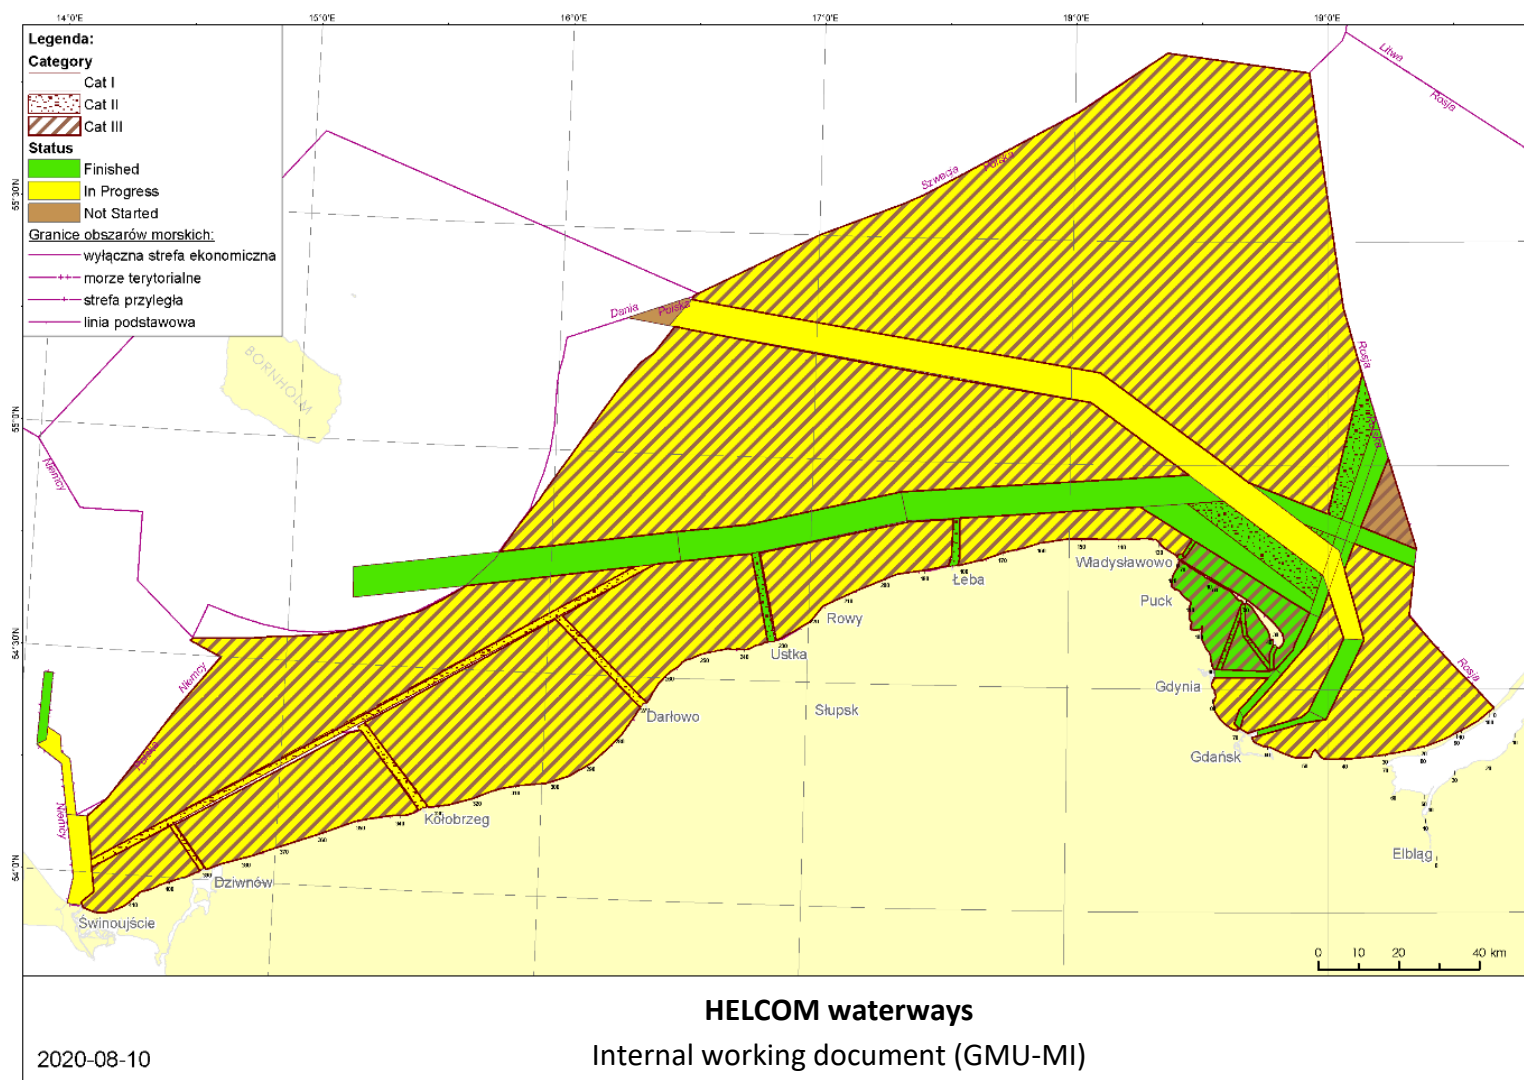 14°0'E
15°0'E
16°0'E
17°0'E
18°0'E
19°0'E
Legenda:
Category
Cat I
Cat II
Cat III
Status
Finished
In Progress
Not Started
Granice obszarów morskich:
wyłączna strefa ekonomiczna
morze terytorialne
strefa przyległa
linia podstawowa
55°30'N
55°0'N
54°30'N
54°0'N
Litwa
Rosja
Szwecja
Polska
Dania
Polska
Rosja
BORNHOLM
Niemcy
Niemcy
Polska
Niemcy
Rosja
Władysławowo
Puck
Łeba
Rowy
Ustka
Słupsk
Gdynia
Gdańsk
Darłowo
Kołobrzeg
Dziwnów
Świnoujście
Elbląg
0 10 20 40 km
HELCOM waterways
Internal working document (GMU-MI)
2020-08-10